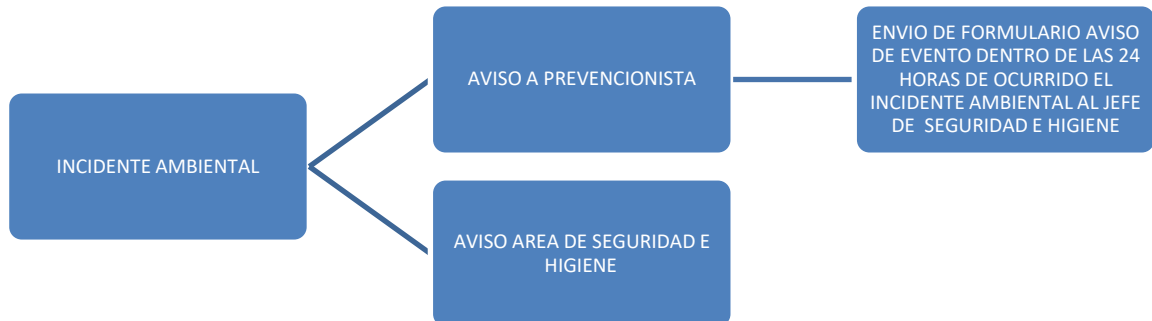 INCIDENTE AMBIENTAL
AVISO A PREVENCIONISTA
ENVIO DE FORMULARIO AVISO
DE EVENTO DENTRO DE LAS 24
HORAS DE OCURRIDO EL
INCIDENTE AMBIENTAL AL JEFE
DE SEGURIDAD E HIGIENE
AVISO AREA DE SEGURIDAD E
HIGIENE